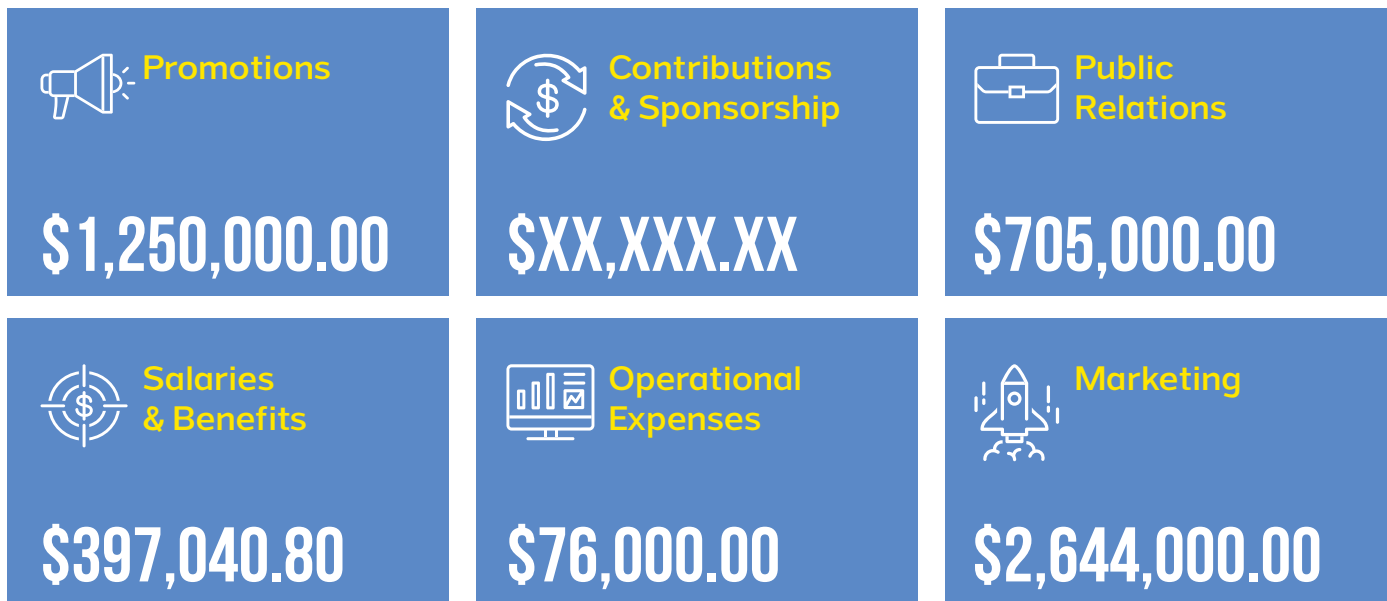 Promotions
$1,250,000.00
Contributions
& Sponsorship
$XX,XXX.XX
Public
Relations
$705,000.00
Salaries
& Benefits
$397,040.80
Operational
Expenses
$76,000.00
Marketing
$2,644,000.00